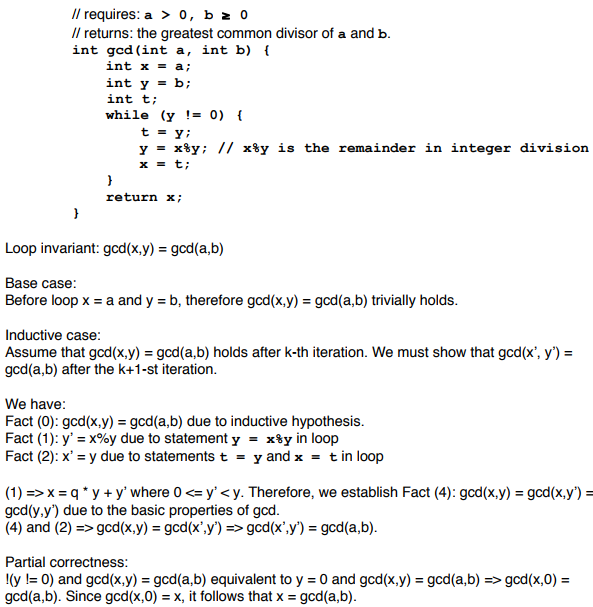 // requires: a > 0, b ≥ 0
// returns: the greatest common divisor of a and b.
int gcd(int a, int b) {
int x = a;
int y = b;
int t;
while (y != 0) {
t = y;
y = x%y; // x%y is the remainder in integer division
x = t;
}
return x;
}
Loop invariant: gcd(x,y) = gcd(a,b)
Base case:
Before loop x = a and y = b, therefore gcd(x,y) = gcd(a,b) trivially holds.
Inductive case:
Assume that gcd(x,y) = gcd(a,b) holds after k-th iteration. We must show that gcd(x’, y’) =
gcd(a,b) after the k+1-st iteration.
We have:
Fact (0): gcd(x,y) = gcd(a,b) due to inductive hypothesis.
Fact (1): y’ = x%y due to statement y = x%y in loop
Fact (2): x’ = y due to statements t = y and x = t in loop
(1) => x = q * y + y’ where 0 <= y’ < y. Therefore, we establish Fact (4): gcd(x,y) = gcd(x,y’) =
gcd(y,y’) due to the basic properties of gcd.
(4) and (2) => gcd(x,y) = gcd(x’,y’) => gcd(x’,y’) = gcd(a,b).
Partial correctness:
!(y != 0) and gcd(x,y) = gcd(a,b) equivalent to y = 0 and gcd(x,y) = gcd(a,b) => gcd(x,0) =
gcd(a,b). Since gcd(x,0) = x, it follows that x = gcd(a,b).